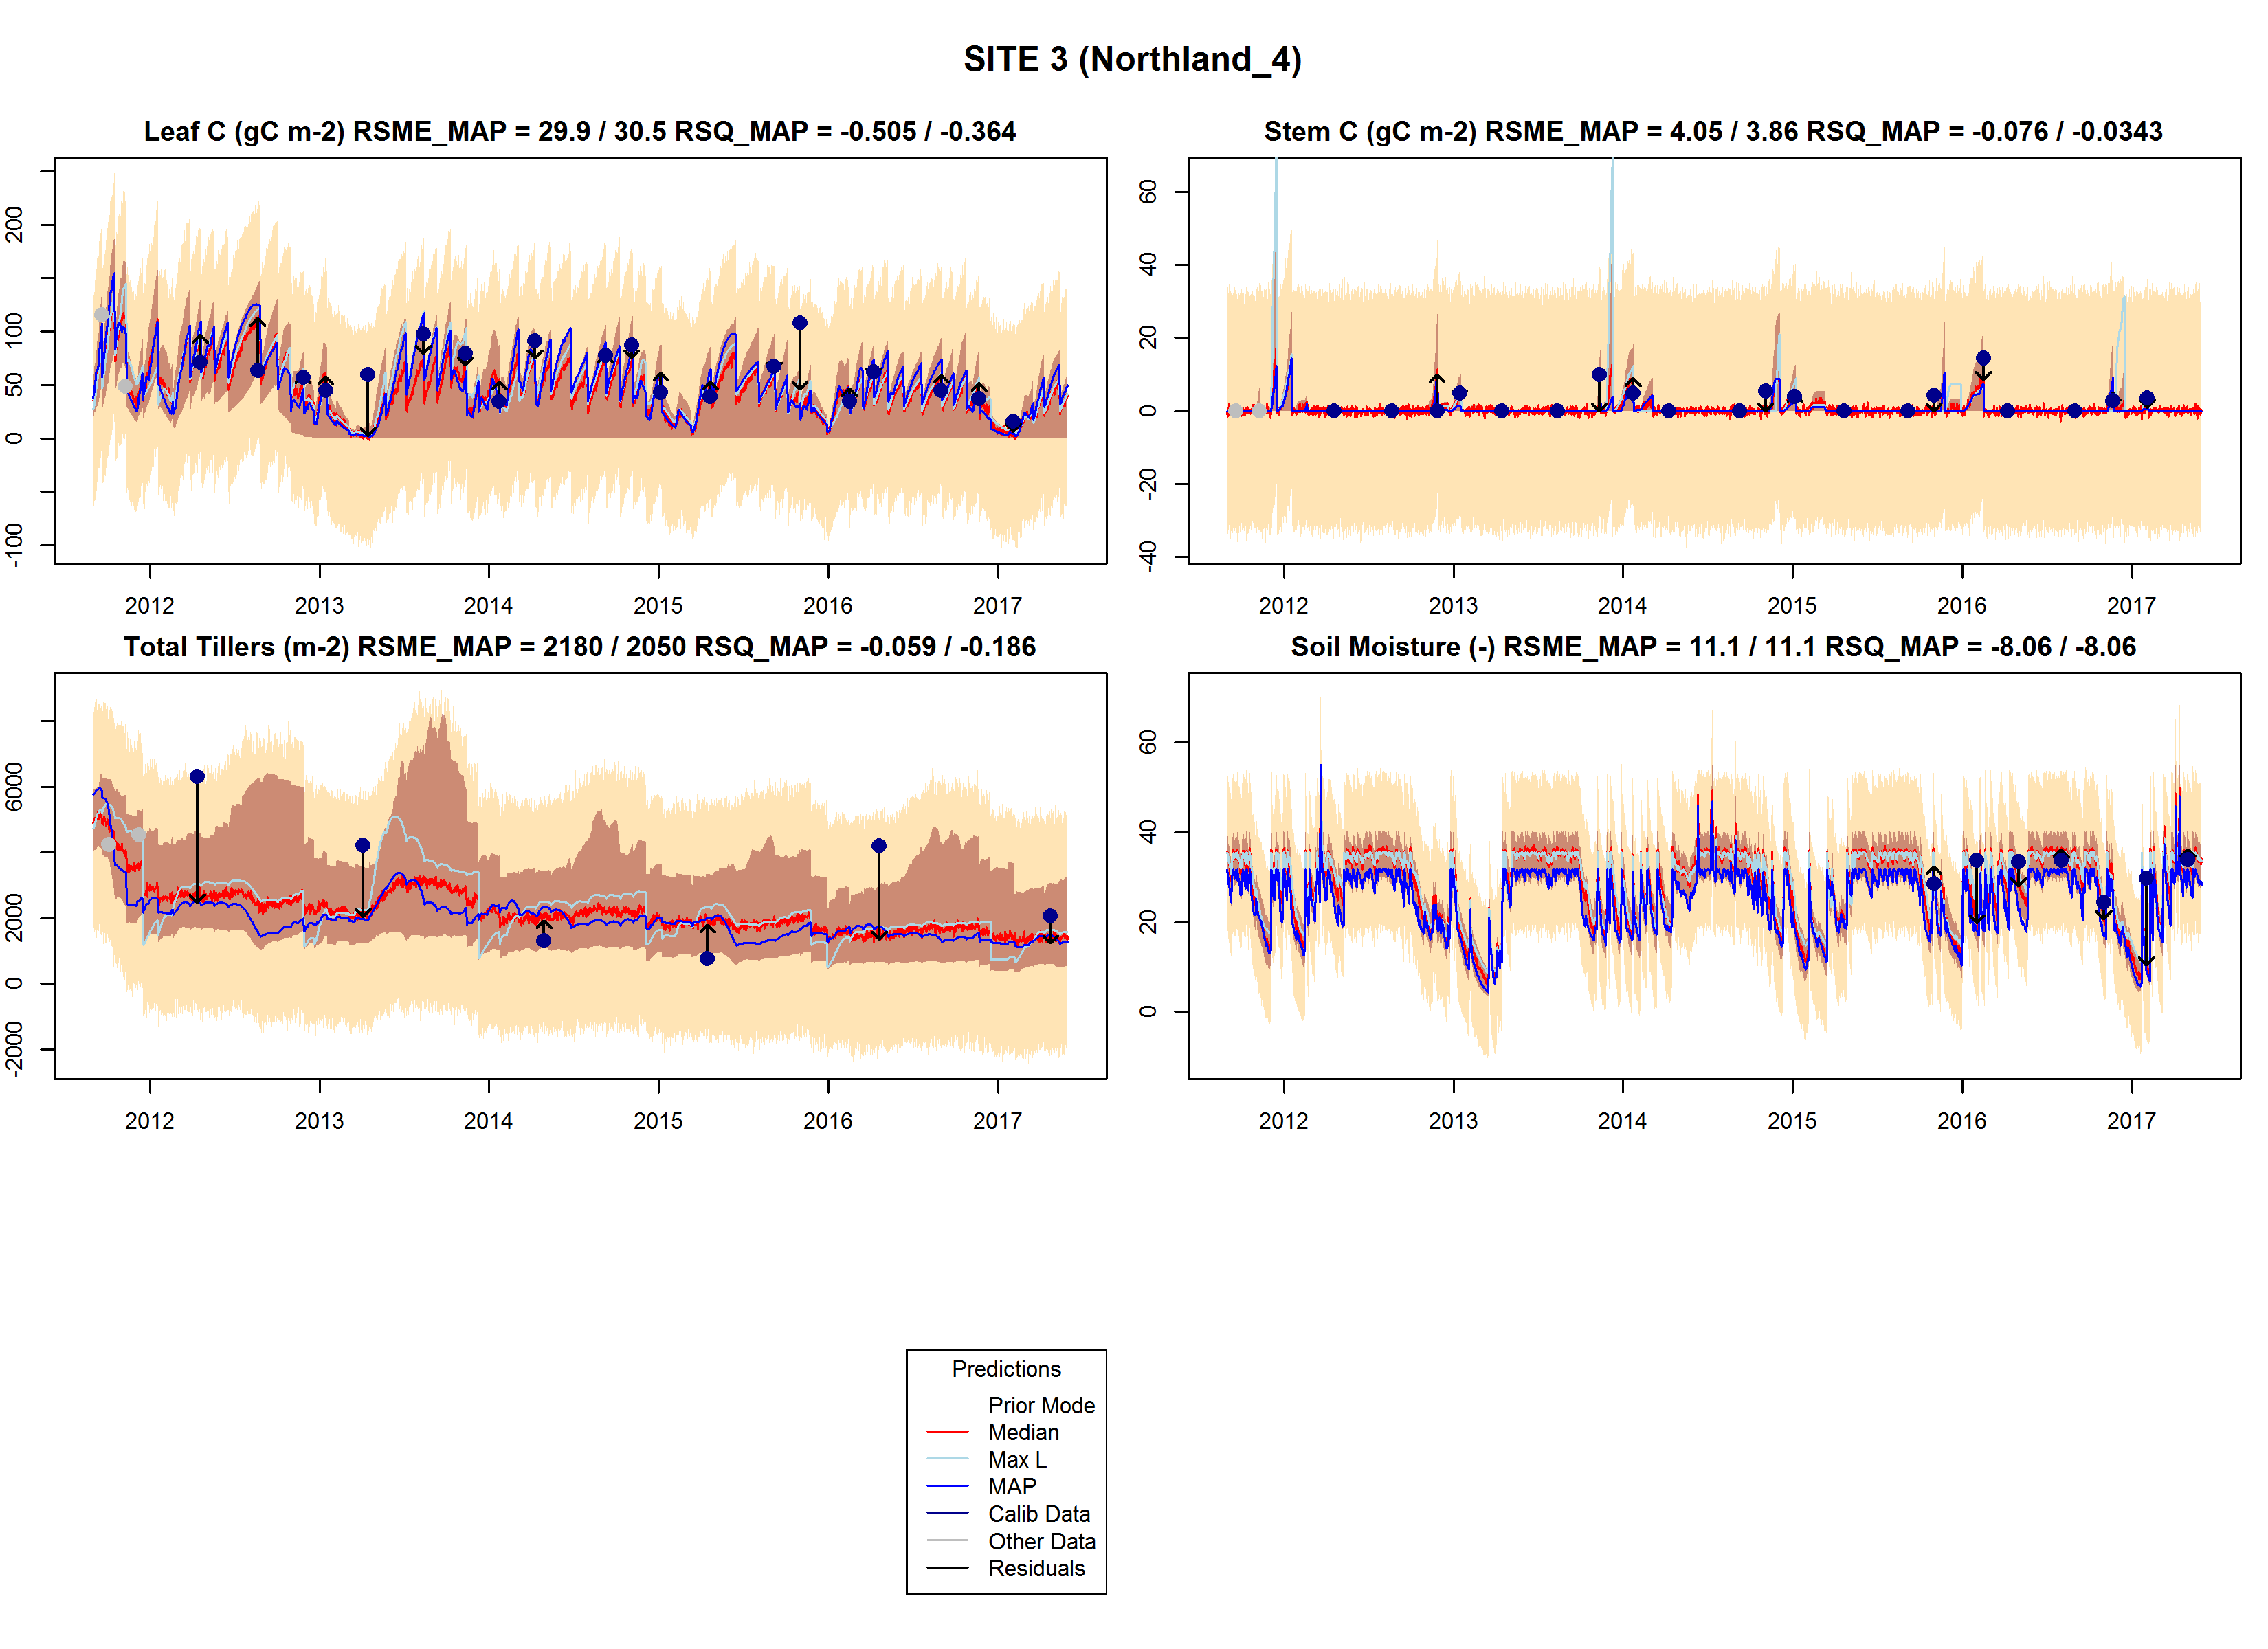 SITE 3 (Northland_4)
Leaf C (gC m-2) RSME_MAP = 29.9 / 30.5 RSQ_MAP = -0.505 / -0.364
200
100
50
0
-100
2012 2013 2014 2015 2016 2017
Stem C (gC m-2) RSME_MAP = 4.05 / 3.86 RSQ_MAP = -0.076 / -0.0343
60
40
20
0
-20
-40
2012 2013 2014 2015 2016 2017
Total Tillers (m-2) RSME_MAP = 2180 / 2050 RSQ_MAP = -0.059 / -0.186
6000
2000
0
-2000
2012 2013 2014 2015 2016 2017
Soil Moisture (-) RSME_MAP = 11.1 / 11.1 RSQ_MAP = -8.06 / -8.06
60
40
20
0
2012 2013 2014 2015 2016 2017
Predictions
Prior Mode
Median
Max L
MAP
Calib Data
Other Data
Residuals